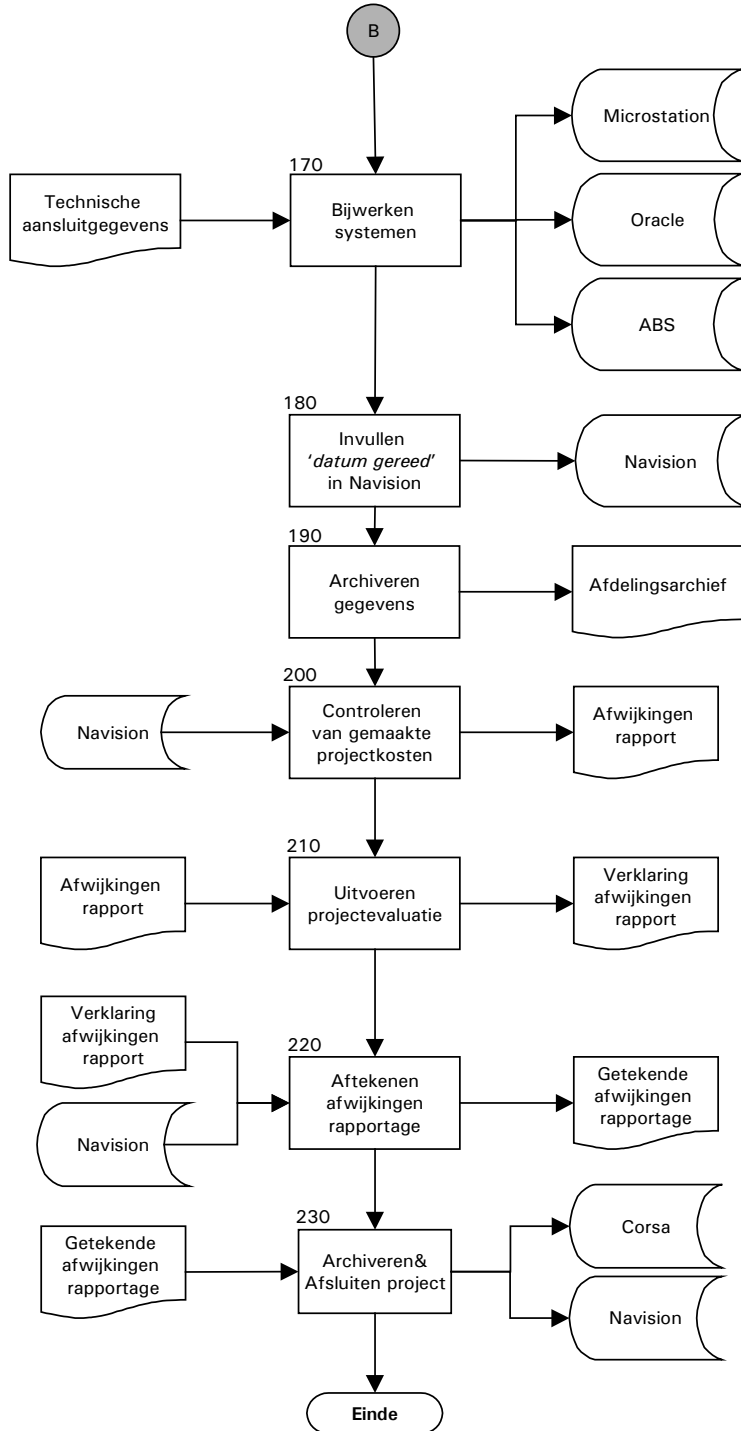 B
Microstation
170
Technische
aansluitgegevens
Bijwerken
systemen
Oracle
ABS
180
Invullen
‘datum gereed’
in Navision
Navision
190
Archiveren
gegevens
Afdelingsarchief
200
Navision
Controleren
van gemaakte
projectkosten
Afwijkingen
rapport
210
Afwijkingen
rapport
Uitvoeren
projectevaluatie
Verklaring
afwijkingen
rapport
Verklaring
afwijkingen
rapport
Navision
220
Aftekenen
afwijkingen
rapportage
Getekende
afwijkingen
rapportage
230
Getekende
afwijkingen
rapportage
Archiveren&
Afsluiten project
Corsa
Navision
Einde